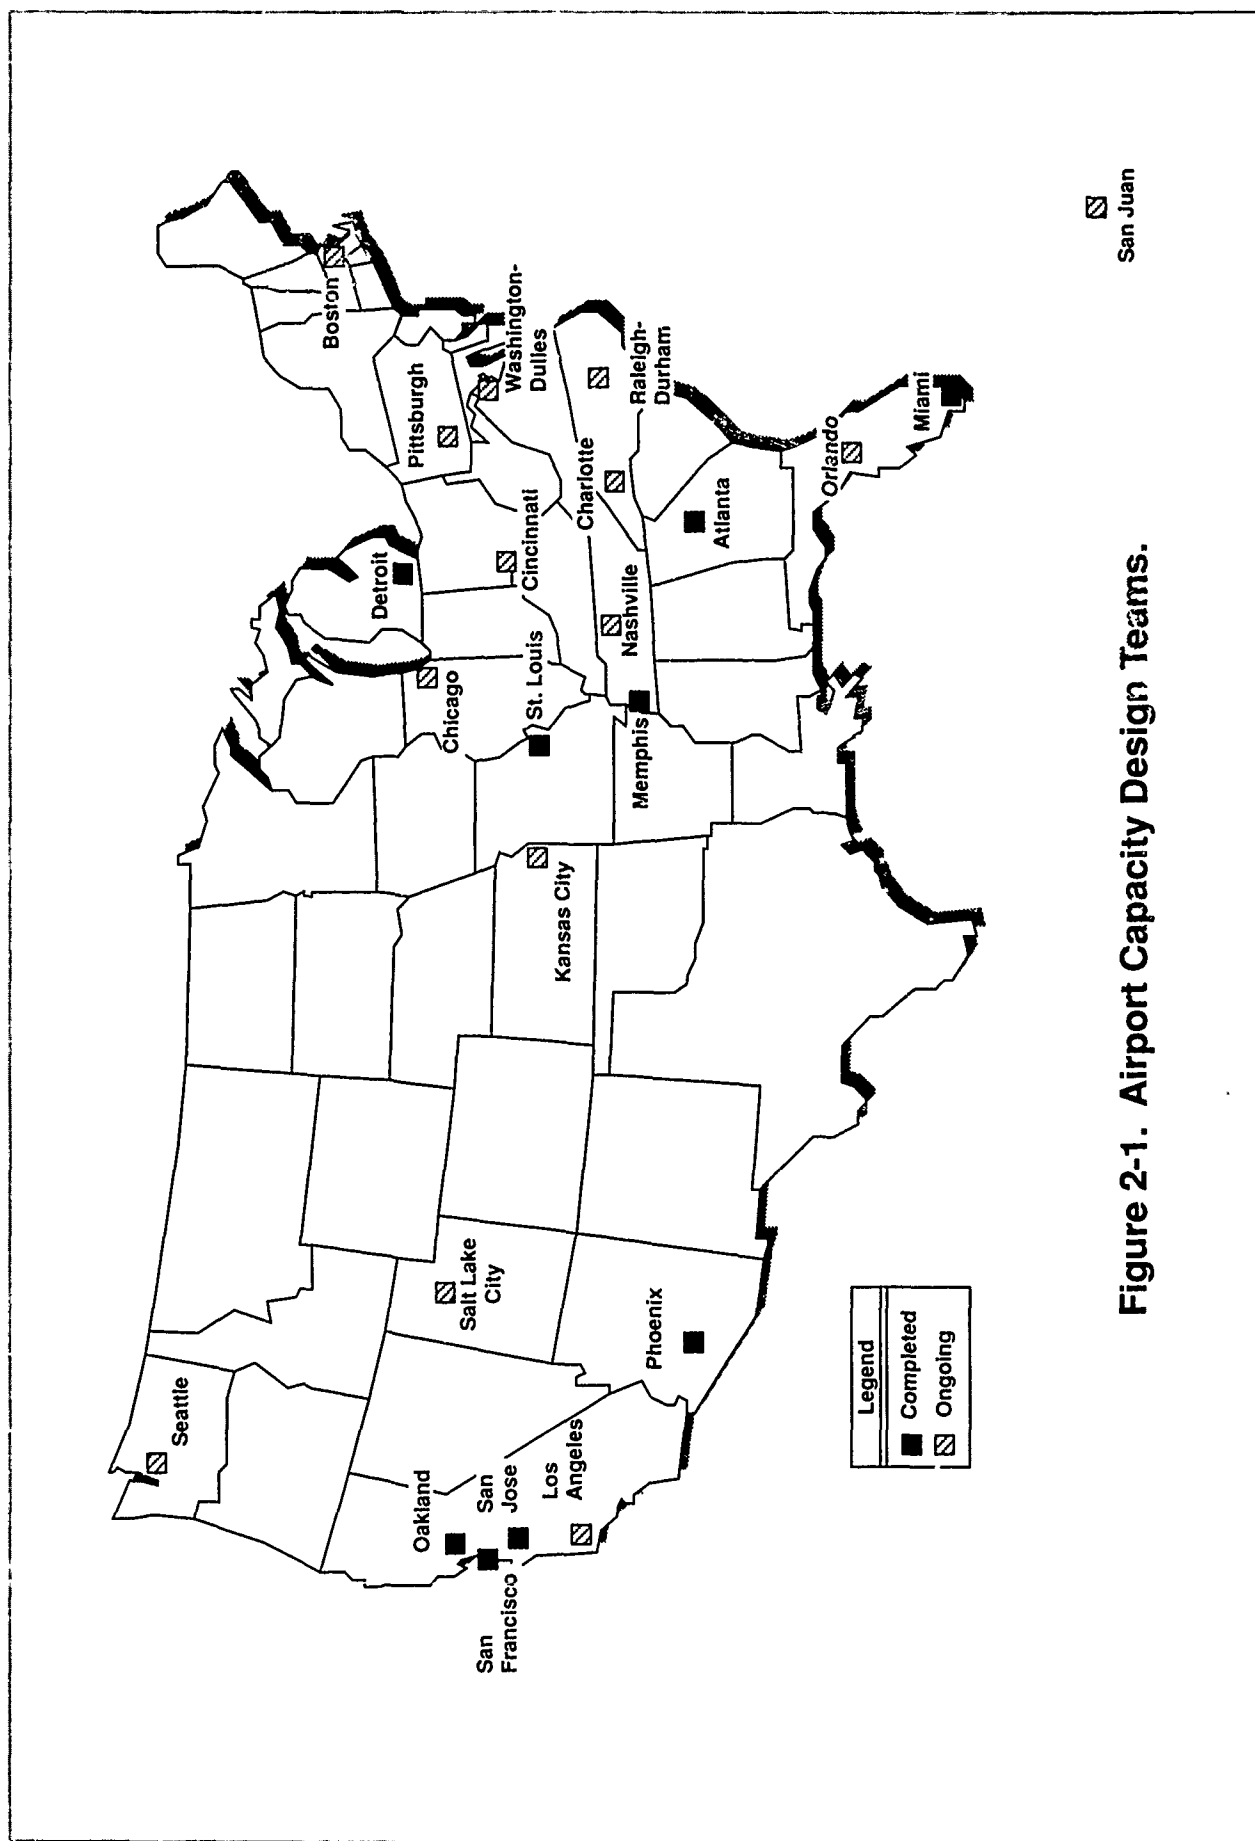 Seattle
Oakland
San
Francisco
San
Jose
Los
Angeles
Salt Lake
City
Phoenix
Kansas City
St. Louis
Chicago
Memphis
Nashville
Detroit
Cincinnati
Charlotte
Atlanta
Pittsburgh
Boston
Washington-
Dulles
Raleigh-
Durham
Orlando
Miami
San Juan
Legend
Completed
Ongoing
Figure 2-1. Airport Capacity Design Teams.